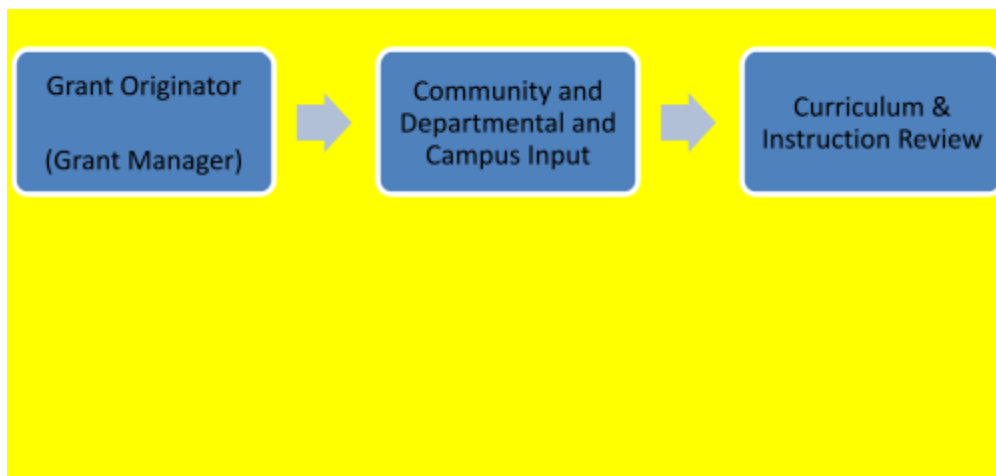 Grant Originator
(Grant Manager)
Community and
Departmental and
Campus Input
Curriculum &
Instruction Review